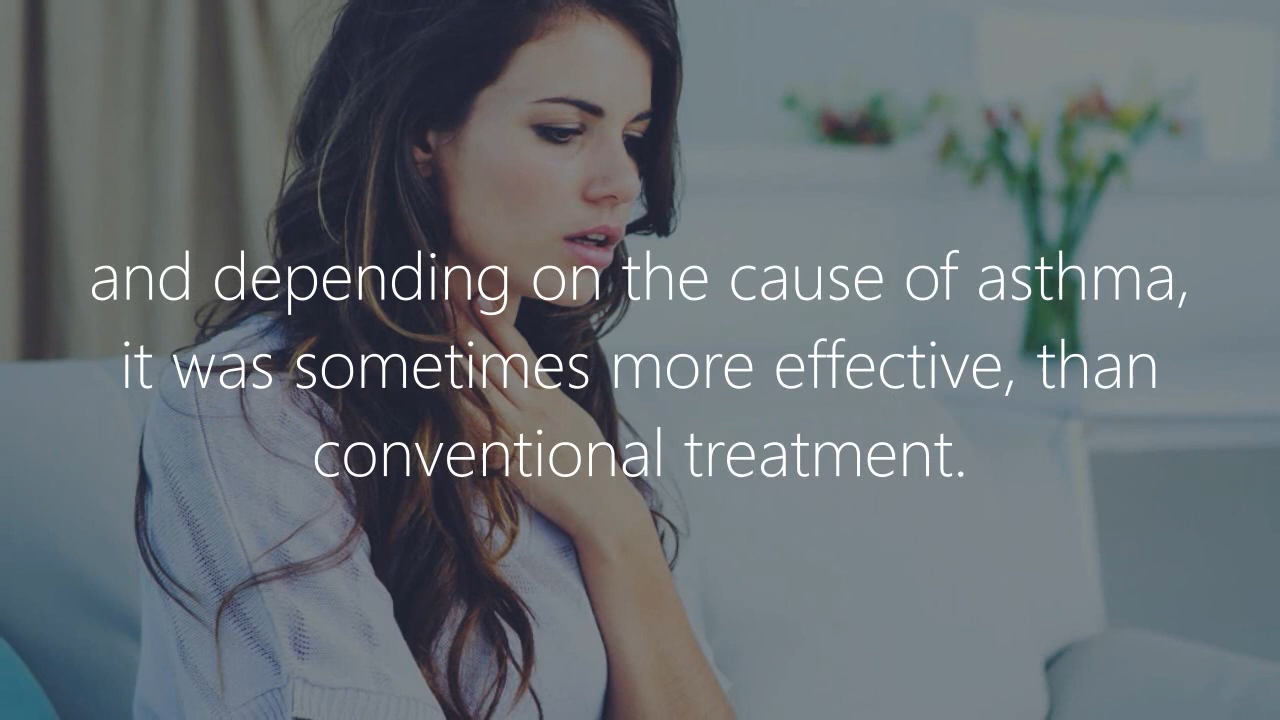 and depending on the cause of asthma,
it was sometimes more effective, than
conventional treatment.